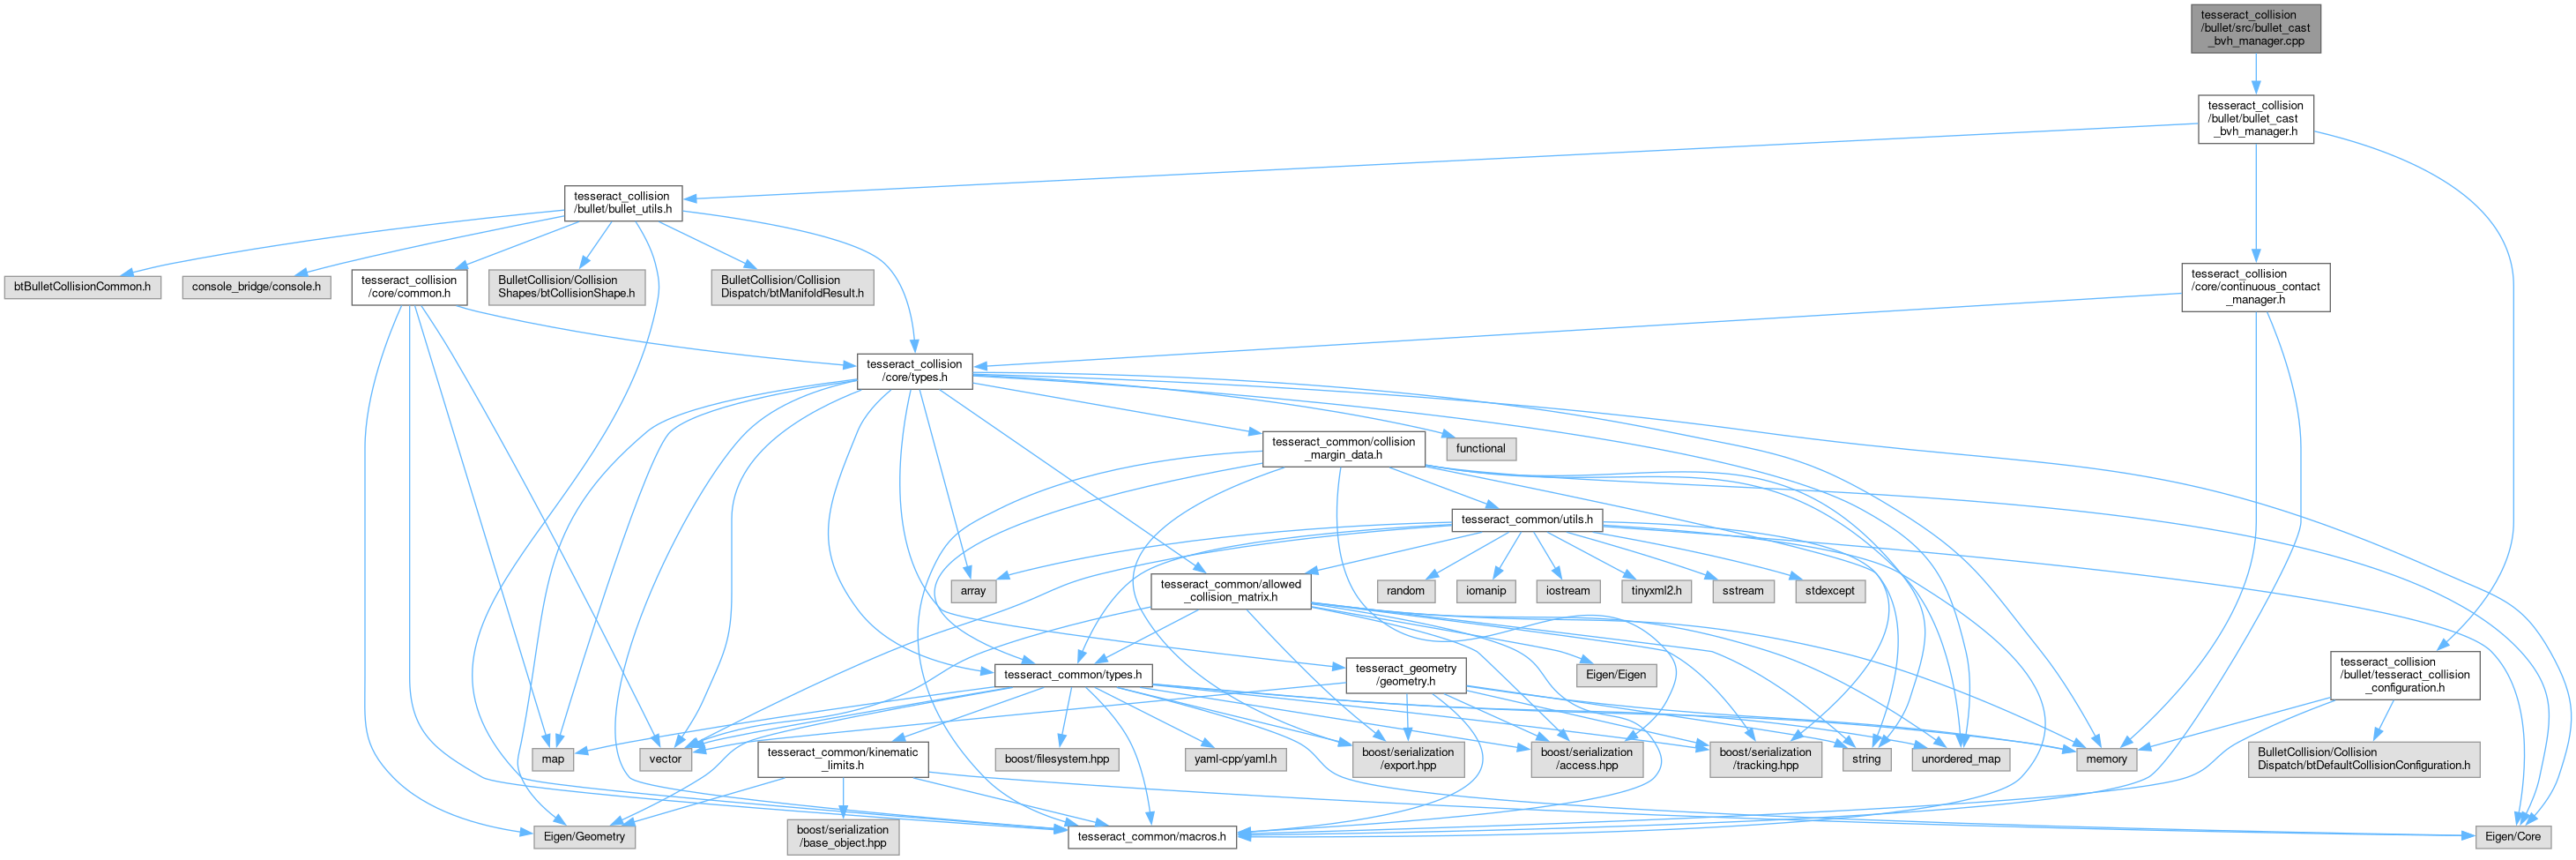 tesseract_collision
/bullet/src/bullet_cast
_bvh_manager.cpp
tesseract_collision
/bullet/bullet_cast
_bvh_manager.h
tesseract_collision
/bullet/bullet_utils.h
btBulletCollisionCommon.h
console_bridge/console.h
tesseract_collision
/core/common.h
BulletCollision/Collision
Shapes/btCollisionShape.h
BulletCollision/Collision
Dispatch/btManifoldResult.h
tesseract_collision
/core/continuous_contact
_manager.h
tesseract_collision
/core/types.h
tesseract_common/collision
_margin_data.h
functional
tesseract_common/utils.h
array
tesseract_common/allowed
_collision_matrix.h
random
iomanip
iostream
tinyxml2.h
sstream
stdexcept
tesseract_common/types.h
tesseract_geometry
/geometry.h
Eigen/Eigen
tesseract_collision
/bullet/tesseract_collision
_configuration.h
map
vector
tesseract_common/kinematic
_limits.h
boost/filesystem.hpp
yaml-cpp/yaml.h
boost/serialization
/export.hpp
boost/serialization
/access.hpp
boost/serialization
/tracking.hpp
string
unordered_map
memory
BulletCollision/Collision
Dispatch/btDefaultCollisionConfiguration.h
Eigen/Geometry
boost/serialization
/base_object.hpp
tesseract_common/macros.h
Eigen/Core